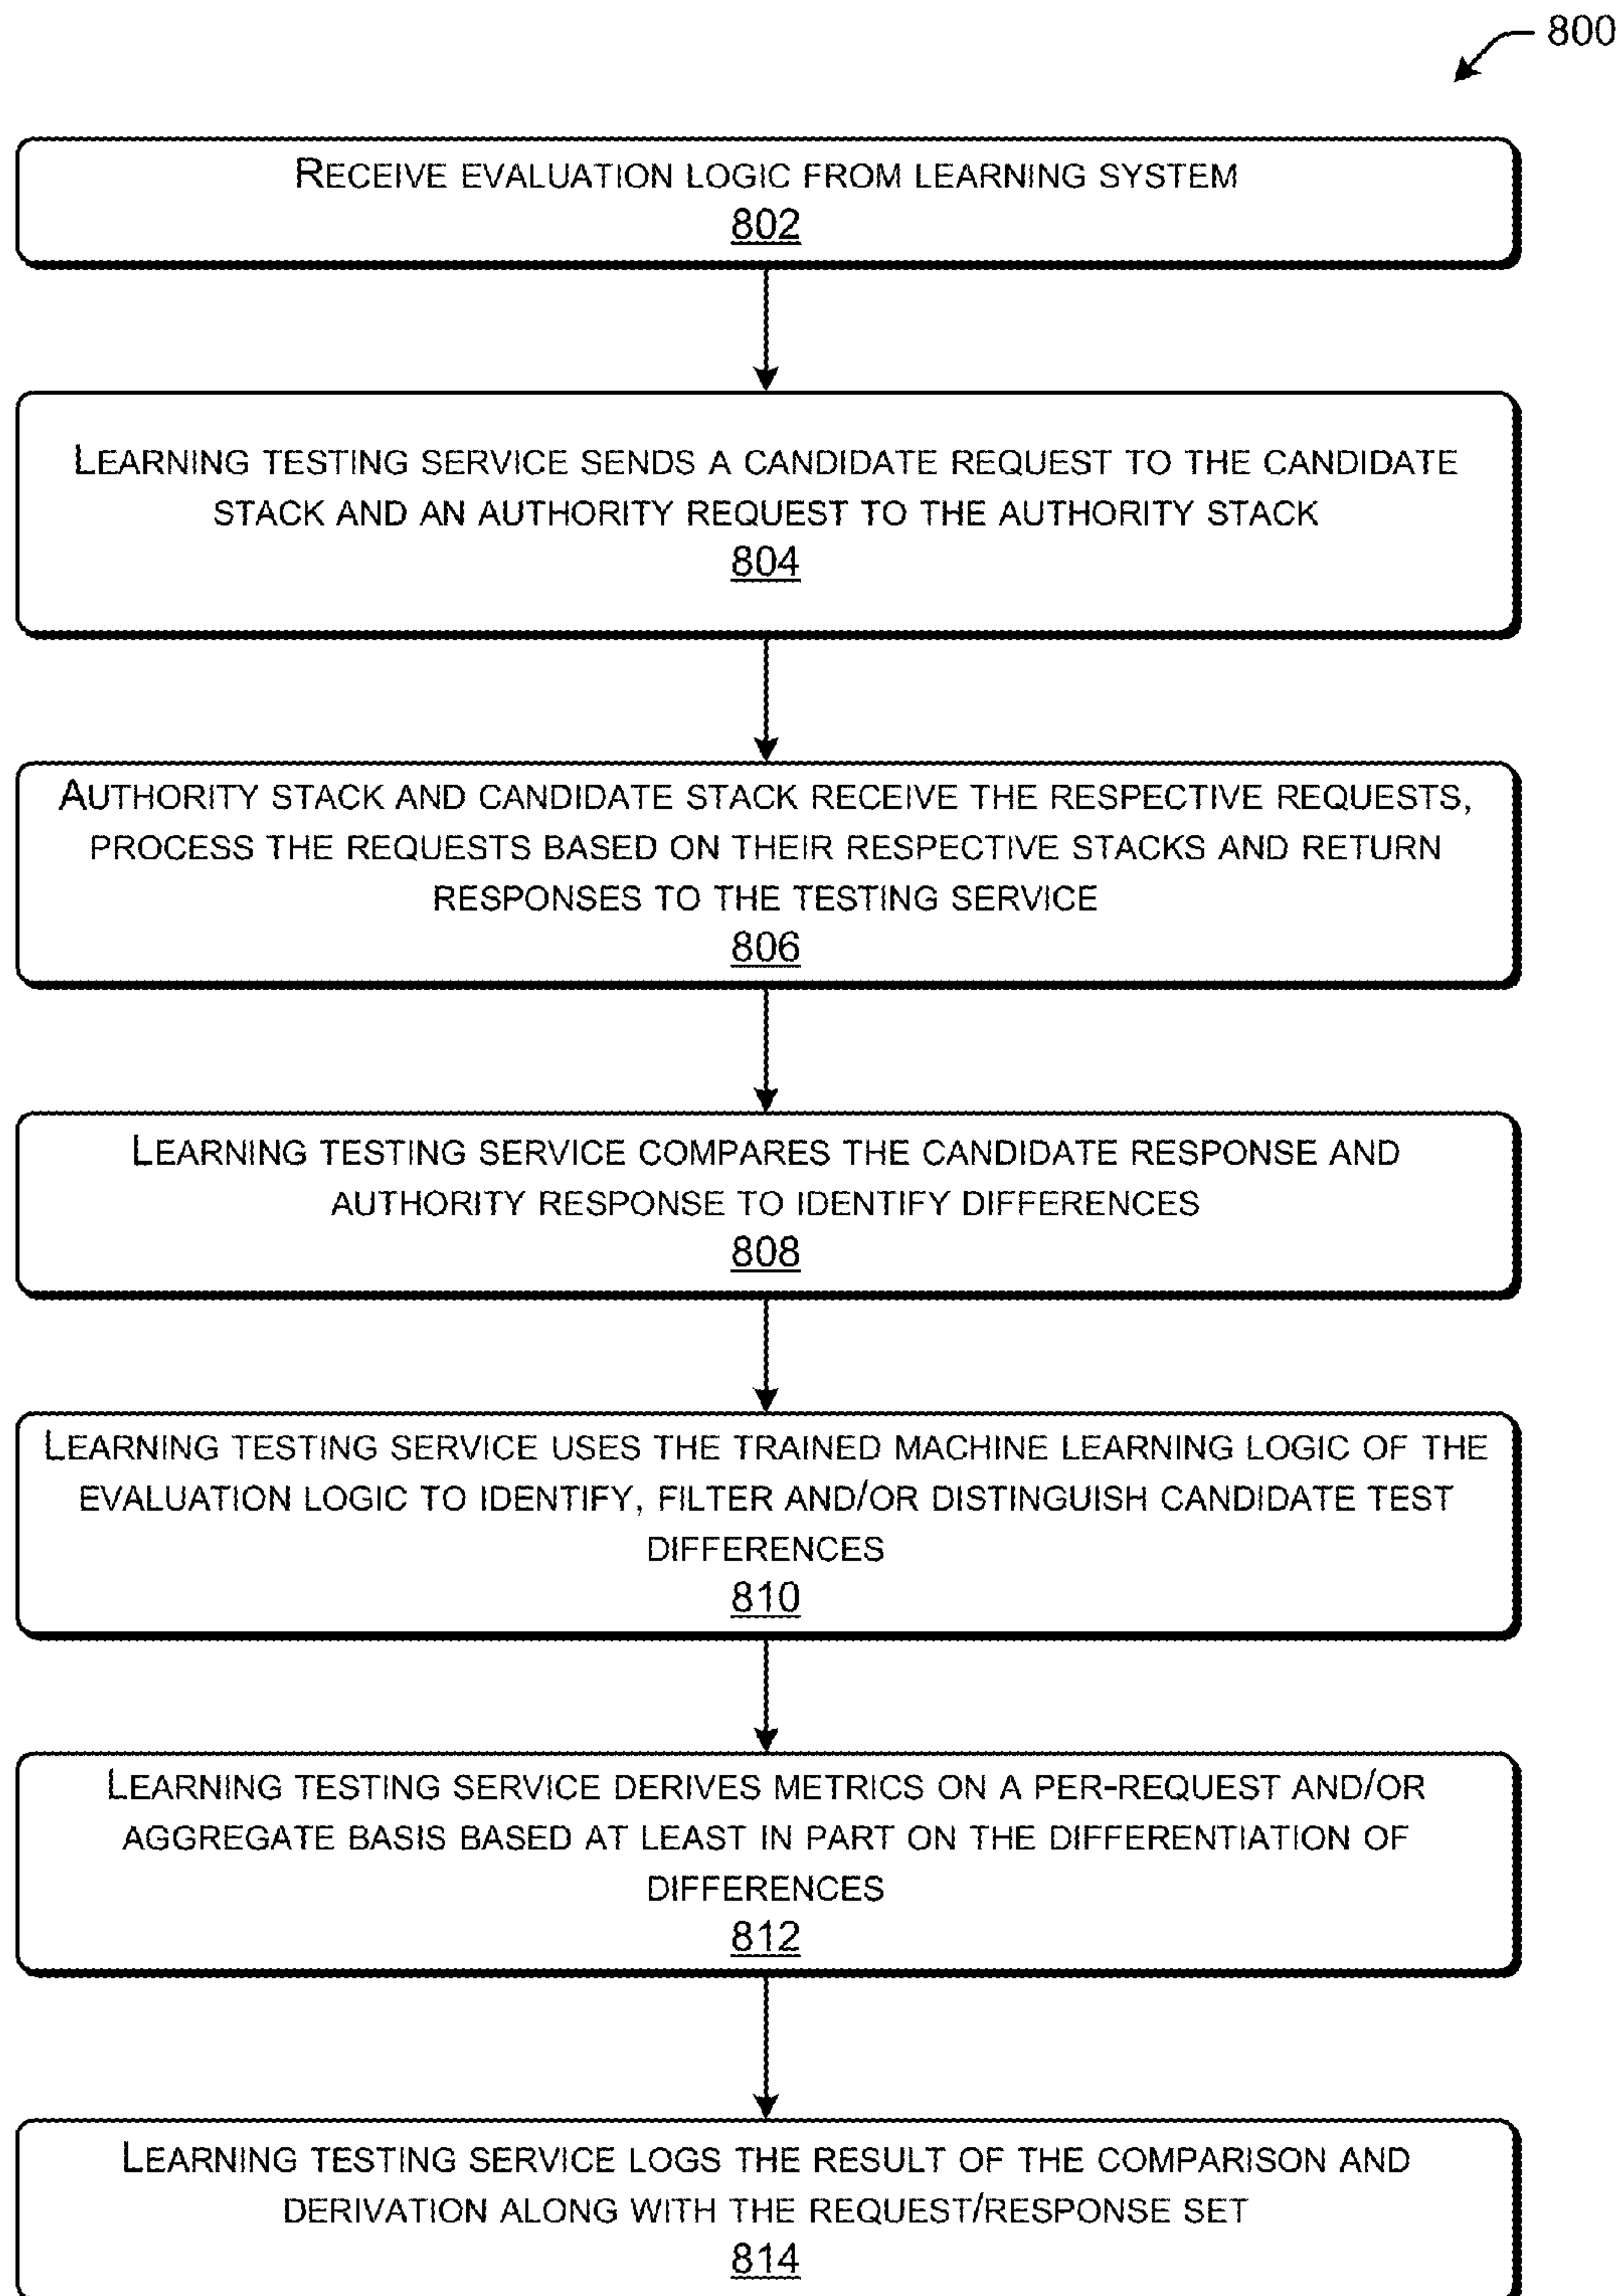 800
RECEIVE EVALUATION LOGIC FROM LEARNING SYSTEM
802
LEARNING TESTING SERVICE SENDS A CANDIDATE REQUEST TO THE CANDIDATE
STACK AND AN AUTHORITY REQUEST TO THE AUTHORITY STACK
804
AUTHORITY STACK AND CANDIDATE STACK RECEIVE THE RESPECTIVE REQUESTS,
PROCESS THE REQUESTS BASED ON THEIR RESPECTIVE STACKS AND RETURN
RESPONSES TO THE TESTING SERVICE
806
LEARNING TESTING SERVICE COMPARES THE CANDIDATE RESPONSE AND
AUTHORITY RESPONSE TO IDENTIFY DIFFERENCES
808
LEARNING TESTING SERVICE USES THE TRAINED MACHINE LEARNING LOGIC OF THE
EVALUATION LOGIC TO IDENTIFY, FILTER AND/OR DISTINGUISH CANDIDATE TEST
DIFFERENCES
810
LEARNING TESTING SERVICE DERIVES METRICS ON A PER-REQUEST AND/OR
AGGREGATE BASIS BASED AT LEAST IN PART ON THE DIFFERENTIATION OF
DIFFERENCES
812
LEARNING TESTING SERVICE LOGS THE RESULT OF THE COMPARISON AND
DERIVATION ALONG WITH THE REQUEST/RESPONSE SET
814